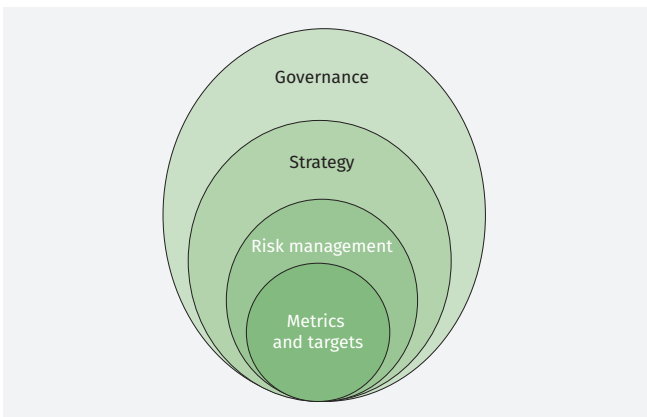 Governance
Strategy
Risk management
Metrics
and targets